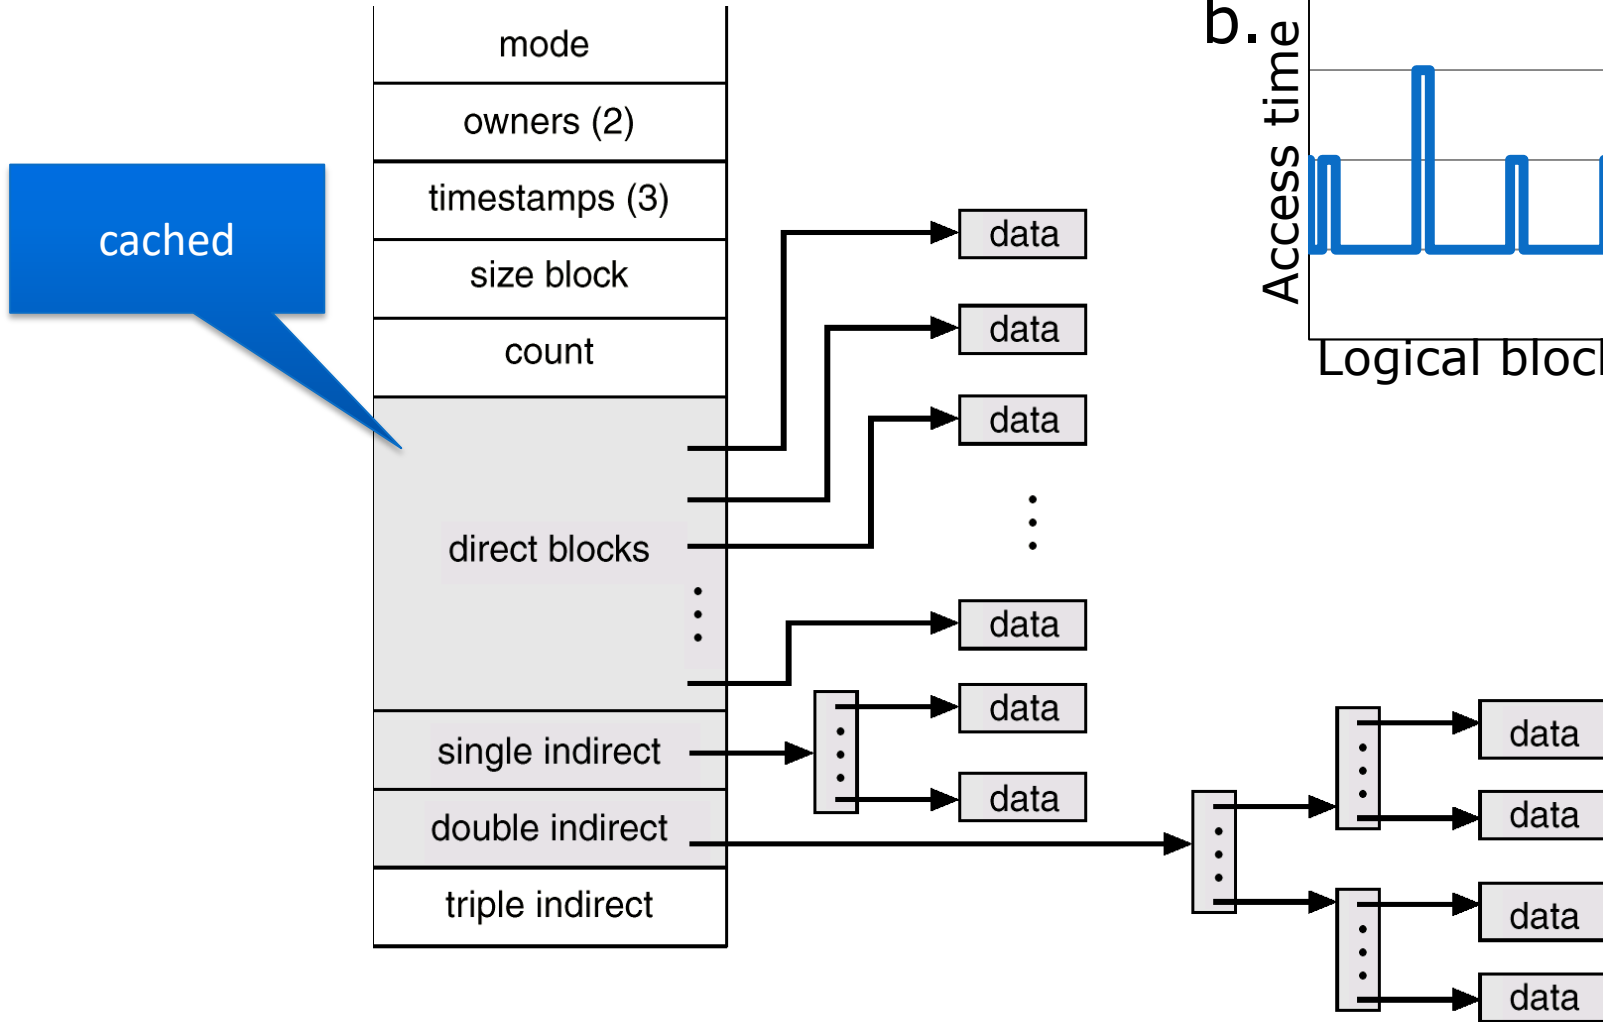 mode
owners (2)
timestamps (3)
size block
count
direct blocks
single indirect
double indirect
triple indirect
cached
data
data
data
data
data
data
data
data
data
data
b.
Access time
Logical bloc